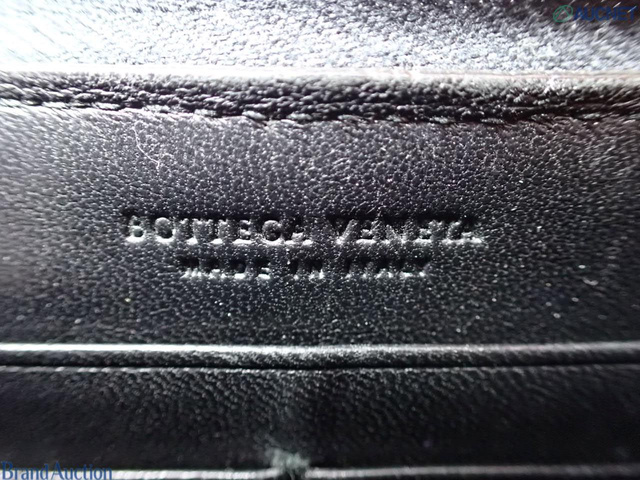 BOTTEGA VENETA
MADE IN ITALY
Brand Auction